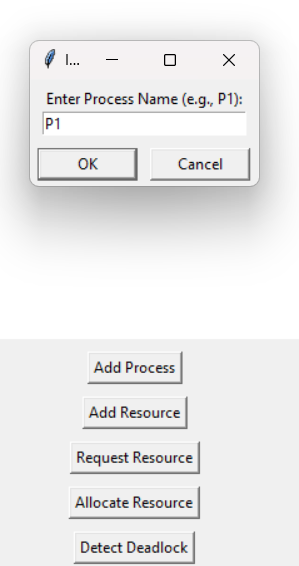 I...
Enter Process Name (e.g., P1):
P1
OK Cancel
Add Process
Add Resource
Request Resource
Allocate Resource
Detect Deadlock